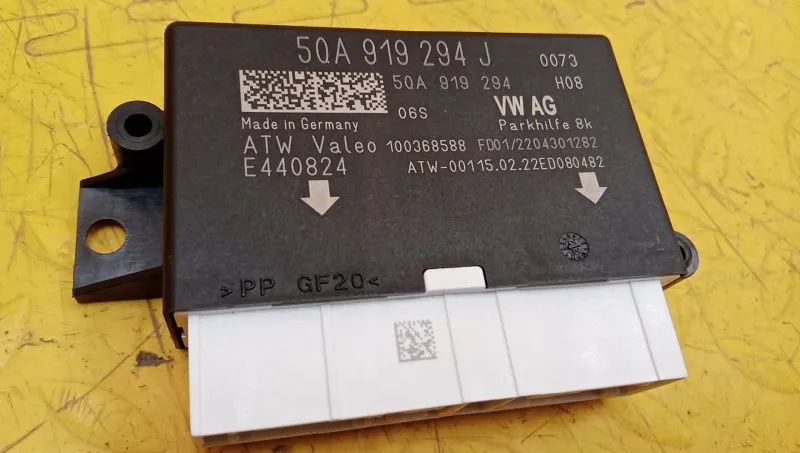 5QA 919 294 J 0073
5QA 919 294 H08
06S VW AG
Made in Germany Parkhilfe 8k
ATW Valeo 100368588 FD01/2204301282
E440824 ATW-00115.02.22ED080482
>PP GF20<